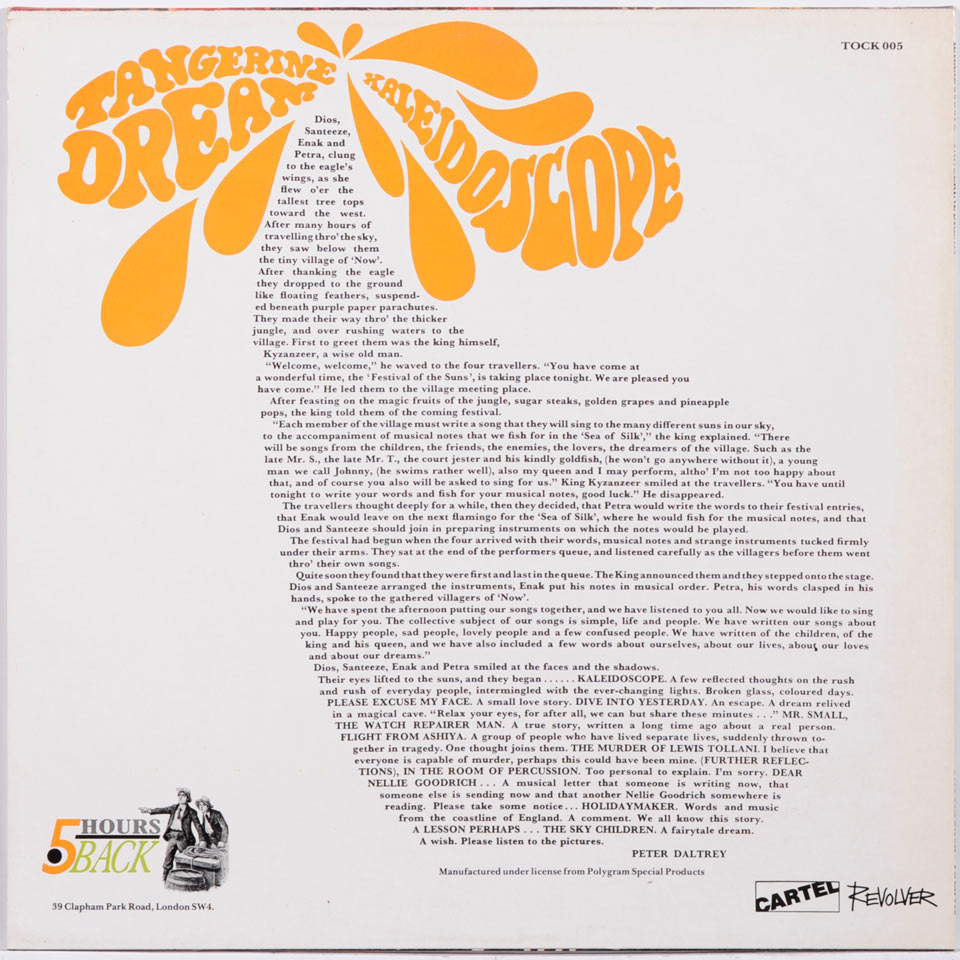 TOCK 005
TANGERINE
DREAM
KALEIDOSCOPE
Dios,
Santeeze,
Enak and
Petra, clung
to the eagle's
wings, as she
flew o'er the
tallest tree tops
toward the west.
After many hours of
travelling thro' the sky,
they saw below them
the tiny village of 'Now'.
After thanking the eagle
they dropped to the ground
like floating feathers, suspend-
ed beneath purple paper parachutes.
They made their way thro' the thicker
jungle, and over rushing waters to the
village. First to greet them was the king himself,
Kyzanzeer, a wise old man.
"Welcome, welcome," he waved to the four travellers. "You have come at
a wonderful time, the 'Festival of the Suns', is taking place tonight. We are pleased you
have come." He led them to the village meeting place.
After feasting on the magic fruits of the jungle, sugar steaks, golden grapes and pineapple
pops, the king told them of the coming festival.
"Each member of the village must write a song that they will sing to the many different suns in our sky,
to the accompaniment of musical notes that we fish for in the 'Sea of Silk'," the king explained. "There
will be songs from the children, the friends, the enemies, the lovers, the dreamers of the village. Such as the
late Mr. S., the late Mr. T., the court jester and his kindly goldfish, (he won't go anywhere without it), a young
man we call Johnny, (he swims rather well), also my queen and I may perform, altho' I'm not too happy about
that, and of course you also will be asked to sing for us." King Kyzanzeer smiled at the travellers. "You have until
tonight to write your words and fish for your musical notes, good luck." He disappeared.
The travellers thought deeply for a while, then they decided, that Petra would write the words to their festival entries,
that Enak would leave on the next flamingo for the 'Sea of Silk', where he would fish for the musical notes, and that
Dios and Santeeze should join in preparing instruments on which the notes would be played.
The festival had begun when the four arrived with their words, musical notes and strange instruments tucked firmly
under their arms. They sat at the end of the performers queue, and listened carefully as the villagers before them went
thro' their own songs.
Quite soon they found that they were first and last in the queue. The King announced them and they stepped onto the stage.
Dios and Santeeze arranged the instruments, Enak put his notes in musical order. Petra, his words clasped in his
hands, spoke to the gathered villagers of 'Now'.
"We have spent the afternoon putting our songs together, and we have listened to you all. Now we would like to sing
and play for you. The collective subject of our songs is simple, life and people. We have written our songs about
you. Happy people, sad people, lovely people and a few confused people. We have written of the children, of the
king and his queen, and we have also included a few words about ourselves, about our lives, about our loves
and about our dreams."
Dios, Santeeze, Enak and Petra smiled at the faces and the shadows.
Their eyes lifted to the suns, and they began . . . . . . KALEIDOSCOPE. A few reflected thoughts on the rush
and rush of everyday people, intermingled with the ever-changing lights. Broken glass, coloured days.
PLEASE EXCUSE MY FACE. A small love story. DIVE INTO YESTERDAY. An escape. A dream relived
in a magical cave. "Relax your eyes, for after all, we can but share these minutes . . ." MR. SMALL,
THE WATCH REPAIRER MAN. A true story, written a long time ago about a real person.
FLIGHT FROM ASHIYA. A group of people who have lived separate lives, suddenly thrown to-
gether in tragedy. One thought joins them. THE MURDER OF LEWIS TOLLANI. I believe that
everyone is capable of murder, perhaps this could have been mine. (FURTHER REFLEC-
TIONS), IN THE ROOM OF PERCUSSION. Too personal to explain. I'm sorry. DEAR
NELLIE GOODRICH . . . A musical letter that someone is writing now, that
someone else is sending now and that another Nellie Goodrich somewhere is
reading. Please take some notice . . . HOLIDAYMAKER. Words and music
from the coastline of England. A comment. We all know this story.
A LESSON PERHAPS . . . THE SKY CHILDREN. A fairytale dream.
A wish. Please listen to the pictures.
PETER DALTREY
Manufactured under license from Polygram Special Products
5 HOURS
BACK
39 Clapham Park Road, London SW4.
CARTEL
REVOLVER